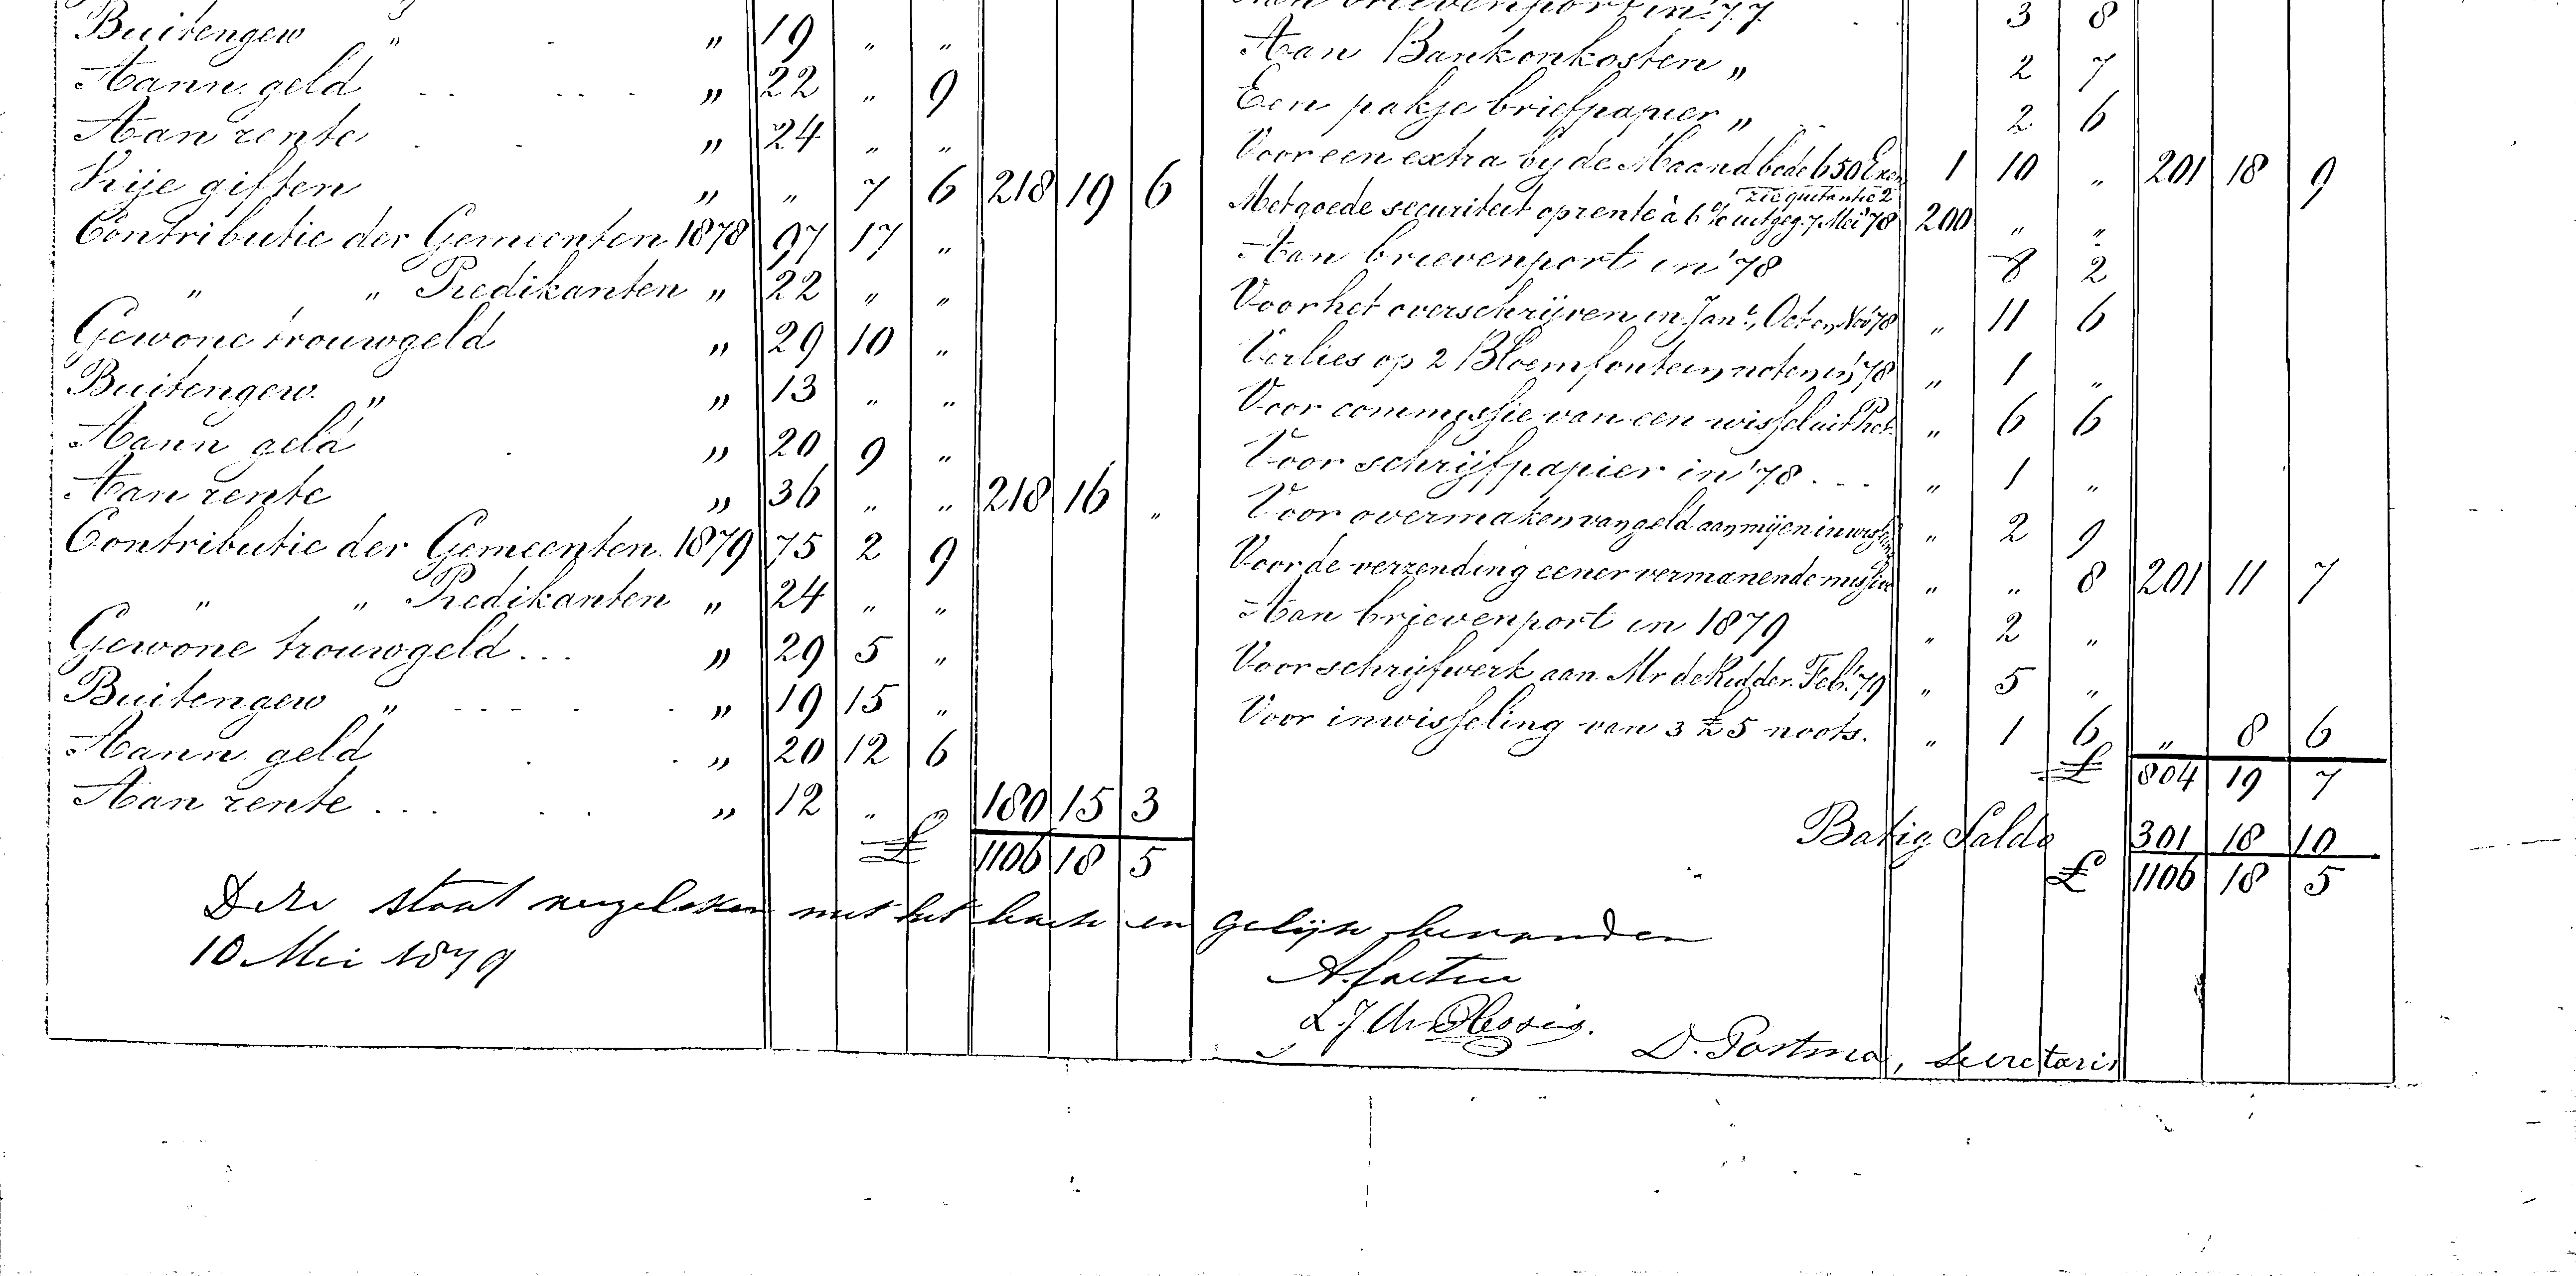 Buitengew „ „ 19 „ „
Aann. geld „ 22 „ 9
Aan rente „ 24 „ „
Vrije giften „ „ 7 6 218 19 6
Contributie der Gemeenten 1878 97 17 „
„ „ Predikanten „ 22 „ „
Gewone trouwgeld „ 29 10 „
Buitengew. „ „ 13 „ „
Aann geld „ 20 9 „
Aan rente „ 36 „ „ 218 16 „
Contributie der Gemeenten. 1879 75 2 9
„ „ Predikanten „ 24 „ „
Gewone trouwgeld... „ 29 5 „
Buitengew „ „ 19 15 „
Aann. geld „ 20 12 6
Aan rente... „ 12 „ „ 180 15 3
£ 1106 18 5
Aan brievenport in '77 3 8
Aan Bankonkosten „ 2 7
Een pakje briefpapier „ 2 6
Voor een extra by de Maandbode 650 Exen 1 10 „ 201 18 9
zie quitantie 2
Met goede securiteit op rente à 6 % uitgeg. 7 Mei '78 200 „ „
Aan brievenport in '78 8 2
Voor het overschrijven in Jan., Oct en Nov '78 „ 11 6
Verlies op 2 Bloemfontein noten in '78 „ 1 „
Voor commissie van een wissel uit Pot. „ 6 6
Voor schrijfpapier in '78... „ 1 „
Voor overmaken van geld aan mij en inwissel „ 2 9
Voor de verzending eener vermanende missive „ „ 8 201 11 7
Aan brievenport in 1879 „ 2 „
Voor schrijfwerk aan Mr de Ridder. Feb. '79 „ 5 „
Voor inwisseling van 3 £5 noots. „ 1 6 „ 8 6
£ 804 19 7
Batig Saldo 301 18 10
£ 1106 18 5
Deze staat nageleken met het boek en gelijk bevonden
10 Mei 1879
L. J. du Plessis.
D. Postma, Secretaris